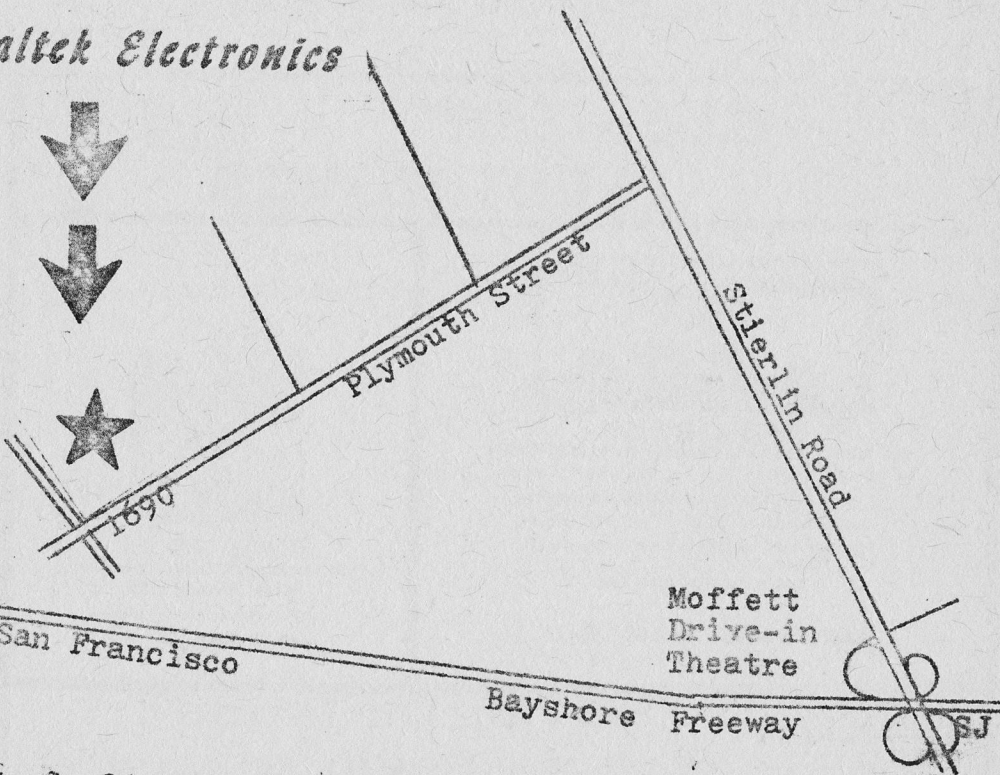 altek Electronics
Plymouth Street
Stierlin Road
1690
Moffett
Drive-in
Theatre
San Francisco
Bayshore Freeway
SJ